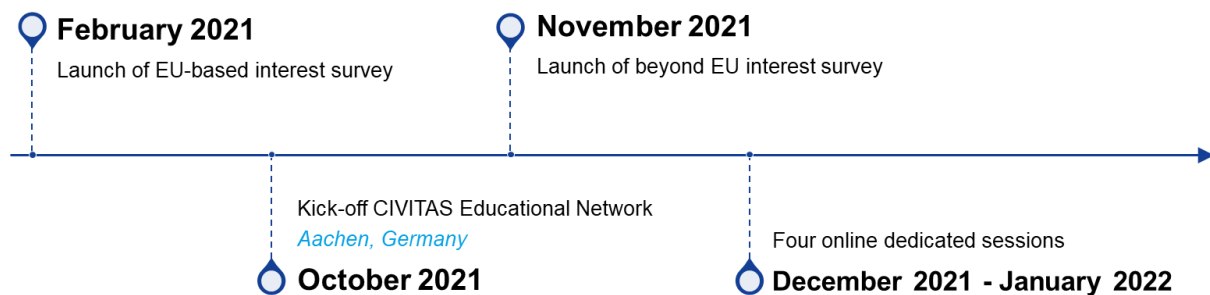 February 2021
Launch of EU-based interest survey
November 2021
Launch of beyond EU interest survey
Kick-off CIVITAS Educational Network
Aachen, Germany
October 2021
Four online dedicated sessions
December 2021 - January 2022